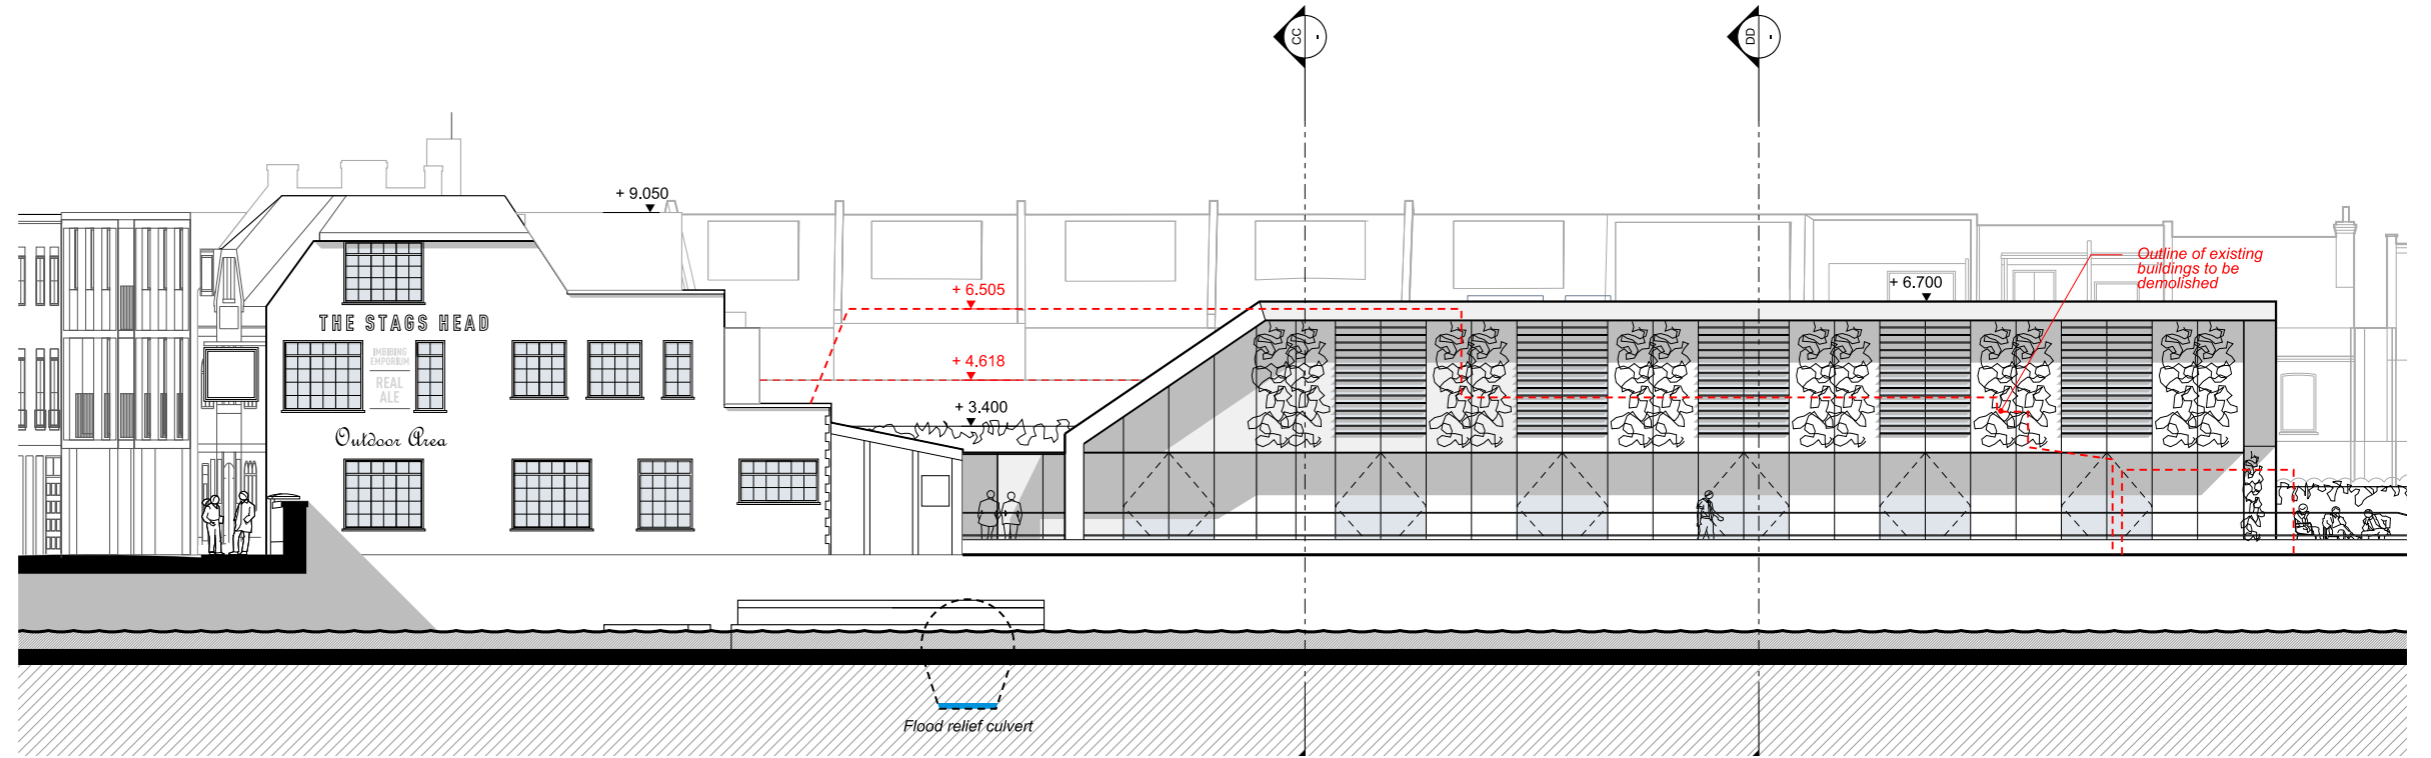 CC
DD
+ 9.050
Outline of existing
buildings to be
demolished
+ 6.700
+ 6.505
THE STAGS HEAD
IMBIBING
EMPORIUM
REAL
ALE
+ 4.618
+ 3.400
Outdoor Area
Flood relief culvert